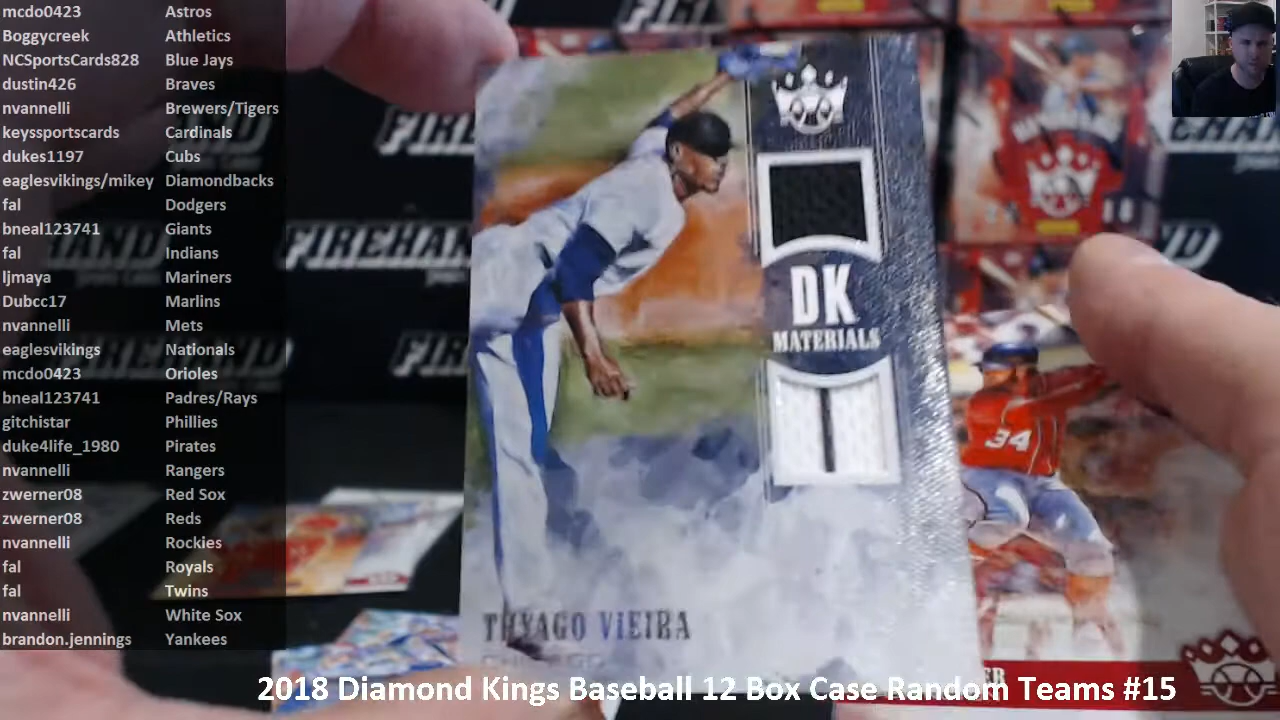 mcdo0423 Astros
Boggycreek Athletics
NCSportsCards828 Blue Jays
dustin426 Braves
nvannelli Brewers/Tigers
keyssportscards Cardinals
dukes1197 Cubs
eaglesvikings/mikey Diamondbacks
fal Dodgers
bneal123741 Giants
fal Indians
ljmaya Mariners
Dubcc17 Marlins
nvannelli Mets
eaglesvikings Nationals
mcdo0423 Orioles
bneal123741 Padres/Rays
gitchistar Phillies
duke4life_1980 Pirates
nvannelli Rangers
zwerner08 Red Sox
zwerner08 Reds
nvannelli Rockies
fal Royals
fal Twins
nvannelli White Sox
brandon.jennings Yankees
FIREHAND
DK
MATERIALS
THYAGO VIEIRA
CHICAGO
34
2018 Diamond Kings Baseball 12 Box Case Random Teams #15